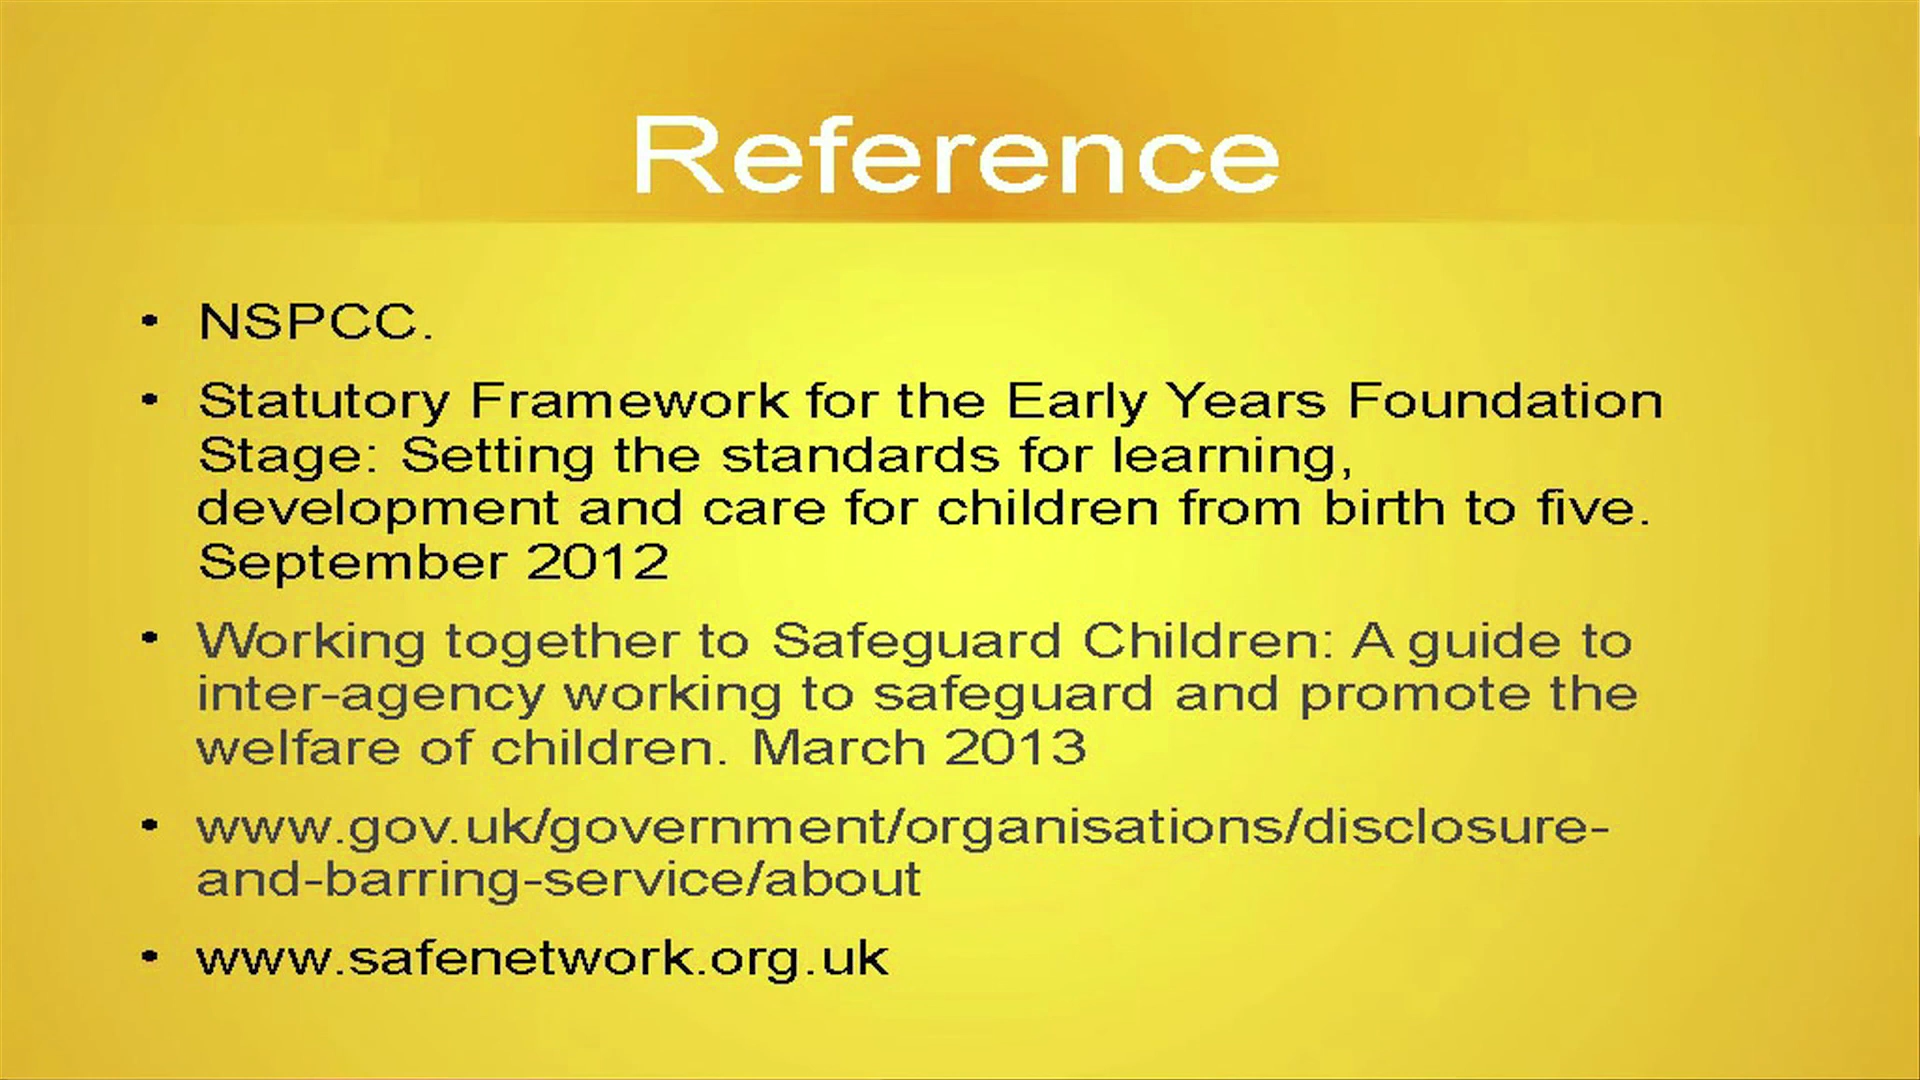 Reference
• NSPCC.
• Statutory Framework for the Early Years Foundation
Stage: Setting the standards for learning,
development and care for children from birth to five.
September 2012
• Working together to Safeguard Children: A guide to
inter-agency working to safeguard and promote the
welfare of children. March 2013
• www.gov.uk/government/organisations/disclosure-
and-barring-service/about
• www.safenetwork.org.uk